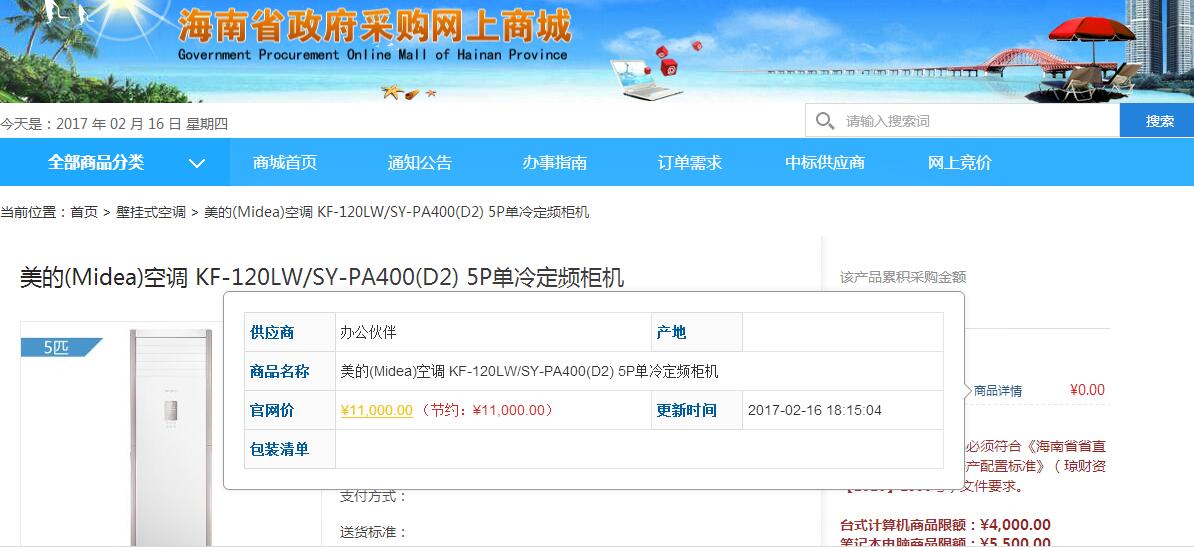 海南省政府采购网上商城
Government Procurement Online Mall of Hainan Province
今天是：2017 年 02 月 16 日 星期四
请输入搜索词
搜索
全部商品分类
商城首页
通知公告
办事指南
订单需求
中标供应商
网上竞价
当前位置：首页 > 壁挂式空调 > 美的(Midea)空调 KF-120LW/SY-PA400(D2) 5P单冷定频柜机
美的(Midea)空调 KF-120LW/SY-PA400(D2) 5P单冷定频柜机
该产品累积采购金额
5匹
供应商 办公伙伴 产地
商品名称 美的(Midea)空调 KF-120LW/SY-PA400(D2) 5P单冷定频柜机
官网价 ¥11,000.00 （节约：¥11,000.00） 更新时间 2017-02-16 18:15:04
包装清单
商品详情 ¥0.00
必须符合《海南省省直
产配置标准》（ 琼财资
文件要求。
支付方式：
送货标准：
台式计算机商品限额：¥4,000.00
笔记本电脑商品限额：¥5,500.00